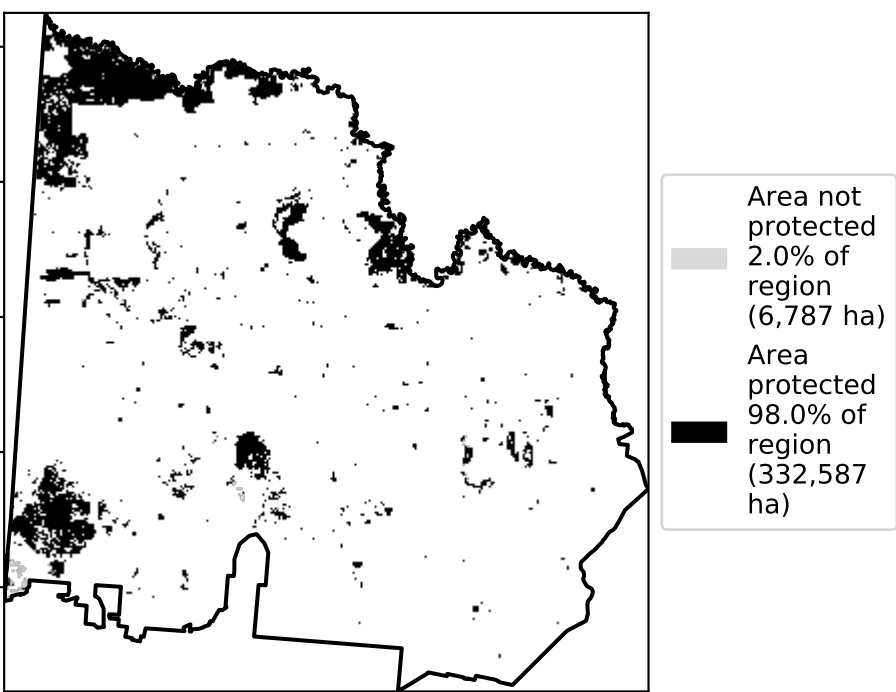 Area not
protected
2.0% of
region
(6,787 ha)
Area
protected
98.0% of
region
(332,587
ha)